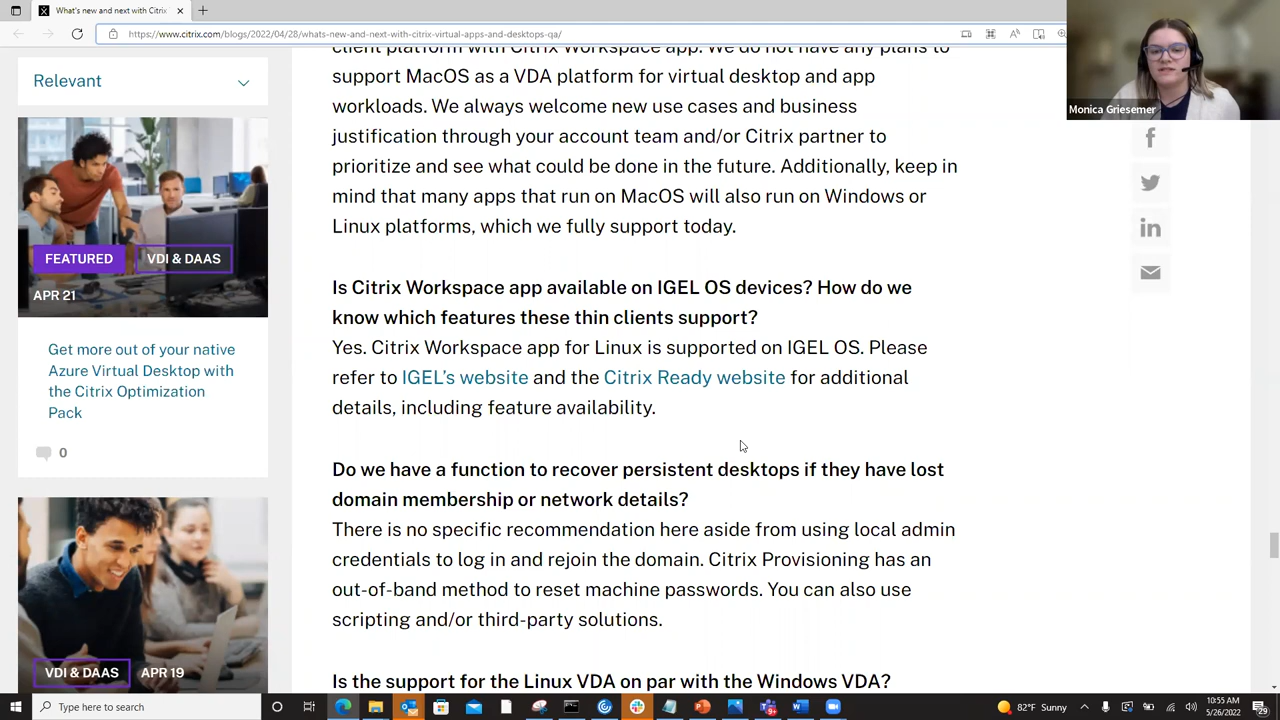 What's new and next with Citrix
https://www.citrix.com/blogs/2022/04/28/whats-new-and-next-with-citrix-virtual-apps-and-desktops-qa/
Monica Griesemer
Relevant
FEATURED
VDI & DAAS
APR 21
Get more out of your native
Azure Virtual Desktop with
the Citrix Optimization
Pack
0
VDI & DAAS
APR 19
client platform with Citrix Workspace app. We do not have any plans to
support MacOS as a VDA platform for virtual desktop and app
workloads. We always welcome new use cases and business
justification through your account team and/or Citrix partner to
prioritize and see what could be done in the future. Additionally, keep in
mind that many apps that run on MacOS will also run on Windows or
Linux platforms, which we fully support today.
Is Citrix Workspace app available on IGEL OS devices? How do we
know which features these thin clients support?
Yes. Citrix Workspace app for Linux is supported on IGEL OS. Please
refer to IGEL's website and the Citrix Ready website for additional
details, including feature availability.
Do we have a function to recover persistent desktops if they have lost
domain membership or network details?
There is no specific recommendation here aside from using local admin
credentials to log in and rejoin the domain. Citrix Provisioning has an
out-of-band method to reset machine passwords. You can also use
scripting and/or third-party solutions.
Is the support for the Linux VDA on par with the Windows VDA?
Type here to search
82°F Sunny
10:55 AM
5/26/2022